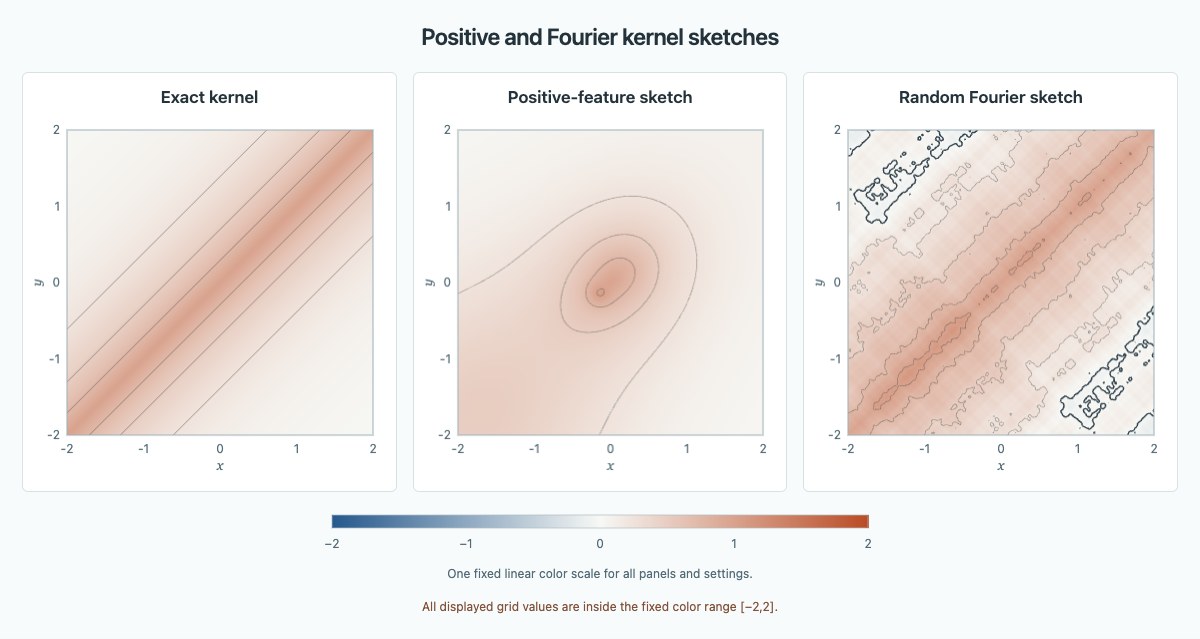 Positive and Fourier kernel sketches
Exact kernel
Positive-feature sketch
Random Fourier sketch
2
1
0
-1
-2
y
-2
-1
0
1
2
x
2
1
0
-1
-2
y
-2
-1
0
1
2
x
2
1
0
-1
-2
y
-2
-1
0
1
2
x
−2
−1
0
1
2
One fixed linear color scale for all panels and settings.
All displayed grid values are inside the fixed color range [−2,2].